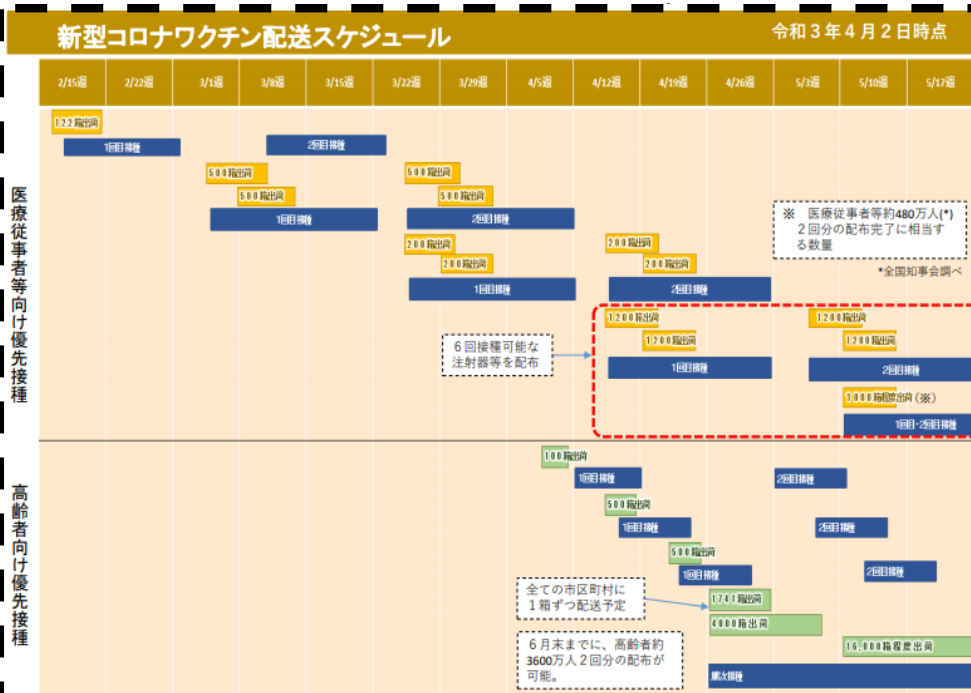 新型コロナワクチン配送スケジュール
令和3年4月2日時点
2/15週
2/22週
3/1週
3/8週
3/15週
3/22週
3/29週
4/5週
4/12週
4/19週
4/26週
5/3週
5/10週
5/17週
医療従事者等向け優先接種
122箱出荷
1回目接種
2回目接種
500箱出荷
500箱出荷
500箱出荷
500箱出荷
1回目接種
2回目接種
200箱出荷
200箱出荷
200箱出荷
200箱出荷
1回目接種
2回目接種
※ 医療従事者等約480万人(*)
2回分の配布完了に相当す
る数量
*全国知事会調べ
6回接種可能な
注射器等を配布
1200箱出荷
1200箱出荷
1200箱出荷
1200箱出荷
1回目接種
2回目接種
1000箱程度出荷(※)
1回目・2回目接種
高齢者向け優先接種
100箱出荷
1回目接種
2回目接種
500箱出荷
1回目接種
2回目接種
500箱出荷
1回目接種
2回目接種
全ての市区町村に
1箱ずつ配送予定
1741箱出荷
4000箱出荷
16,000箱程度出荷
6月末までに、高齢者約
3600万人2回分の配布が
可能。
順次接種